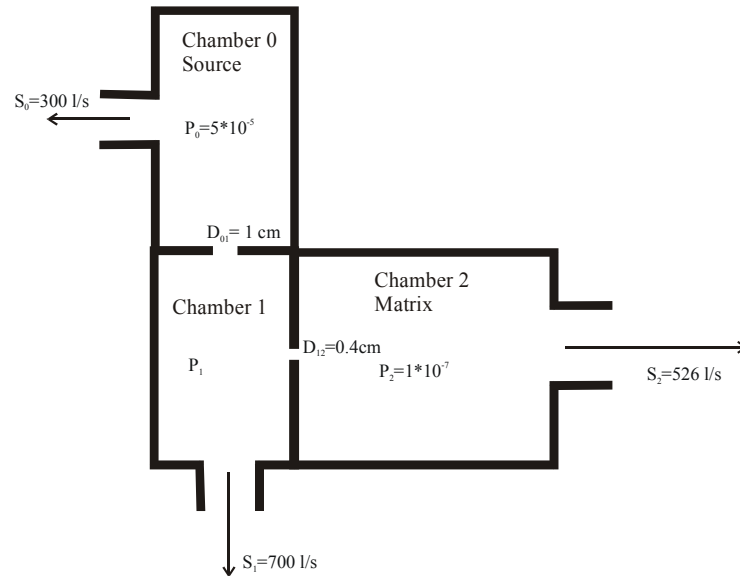 Chamber 0
Source
S₀=300 l/s
P₀=5*10⁻⁵
D₀₁= 1 cm
Chamber 1
Chamber 2
Matrix
D₁₂=0.4cm
P₁
P₂=1*10⁻⁷
S₂=526 l/s
S₁=700 l/s